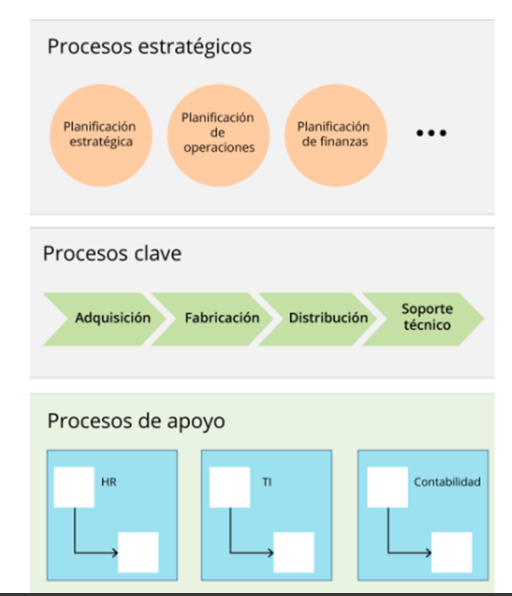 Procesos estratégicos
Planificación
estratégica
Planificación
de
operaciones
Planificación
de finanzas
•••
Procesos clave
Adquisición
Fabricación
Distribución
Soporte
técnico
Procesos de apoyo
HR
TI
Contabilidad